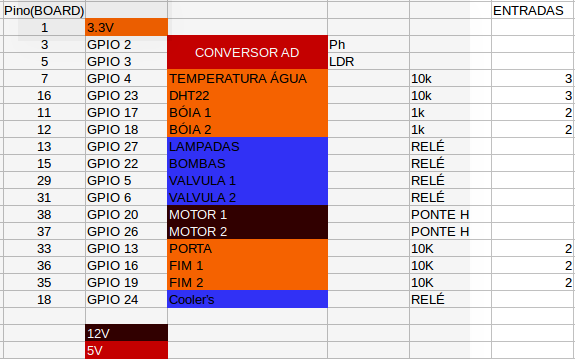 Pino(BOARD) ENTRADAS
1 3.3V
3 GPIO 2 CONVERSOR AD Ph
5 GPIO 3 LDR
7 GPIO 4 TEMPERATURA ÁGUA 10k 3
16 GPIO 23 DHT22 10k 3
11 GPIO 17 BÓIA 1 1k 2
12 GPIO 18 BÓIA 2 1k 2
13 GPIO 27 LAMPADAS RELÉ
15 GPIO 22 BOMBAS RELÉ
29 GPIO 5 VALVULA 1 RELÉ
31 GPIO 6 VALVULA 2 RELÉ
38 GPIO 20 MOTOR 1 PONTE H
37 GPIO 26 MOTOR 2 PONTE H
33 GPIO 13 PORTA 10K 2
36 GPIO 16 FIM 1 10K 2
35 GPIO 19 FIM 2 10K 2
18 GPIO 24 Cooler's RELÉ
12V
5V